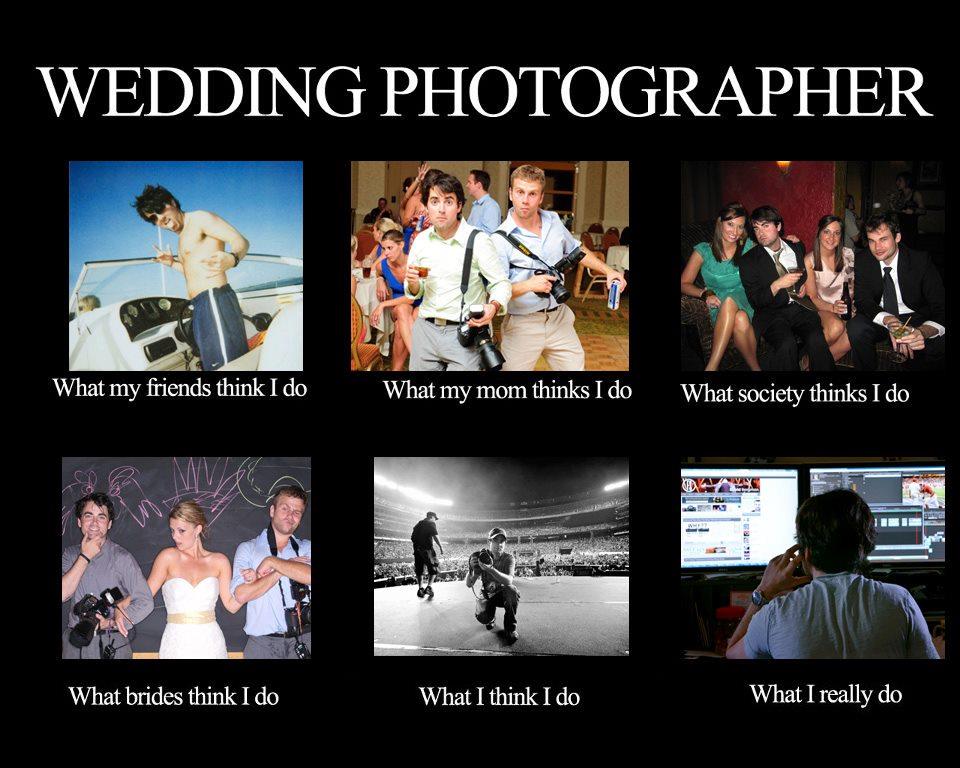 WEDDING PHOTOGRAPHER
What my friends think I do
What my mom thinks I do
What society thinks I do
What brides think I do
What I think I do
What I really do